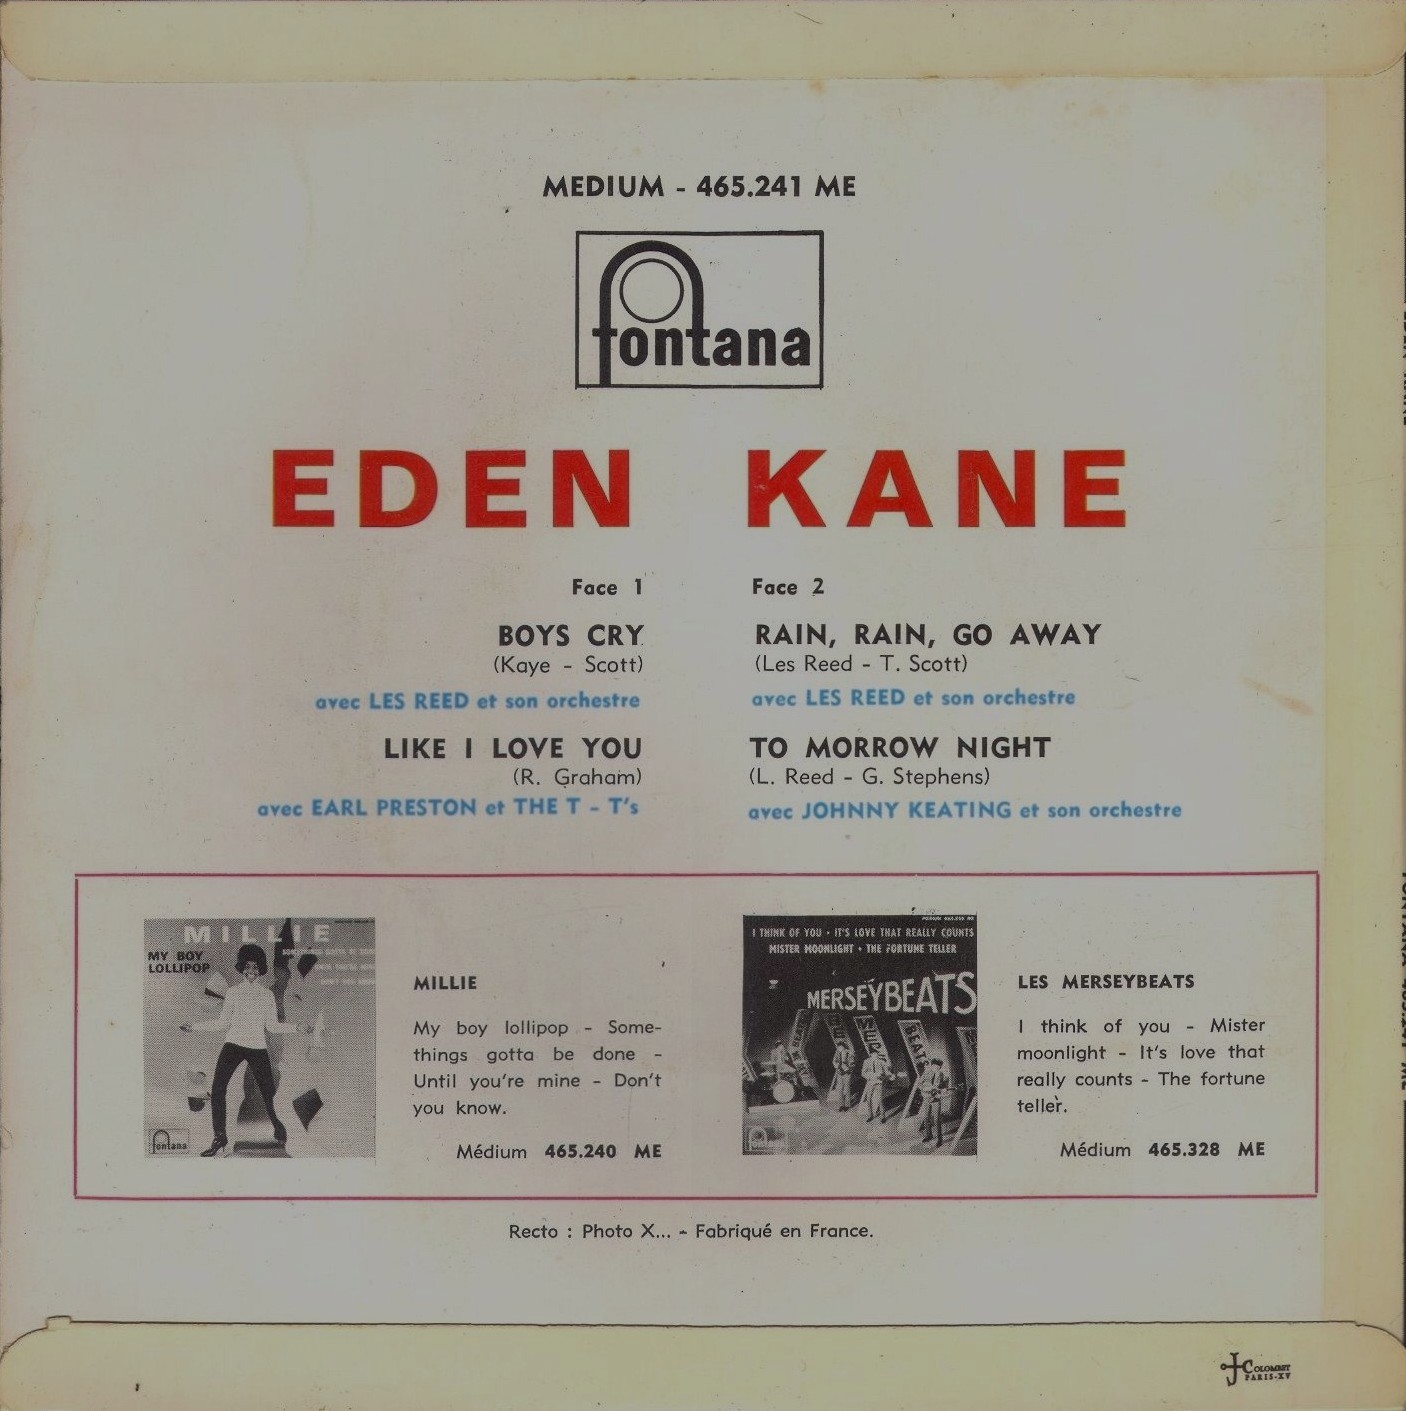 MEDIUM - 465.241 ME
fontana
EDEN KANE
Face 1
BOYS CRY
(Kaye - Scott)
avec LES REED et son orchestre
LIKE I LOVE YOU
(R. Graham)
avec EARL PRESTON et THE T - T's
Face 2
RAIN, RAIN, GO AWAY
(Les Reed - T. Scott)
avec LES REED et son orchestre
TO MORROW NIGHT
(L. Reed - G. Stephens)
avec JOHNNY KEATING et son orchestre
MILLIE
MY BOY
LOLLIPOP
fontana
MILLIE
My boy lollipop - Some-
things gotta be done -
Until you're mine - Don't
you know.
Médium 465.240 ME
I THINK OF YOU • IT'S LOVE THAT REALLY COUNTS
MISTER MOONLIGHT • THE FORTUNE TELLER
MERSEYBEATS
LES MERSEYBEATS
I think of you - Mister
moonlight - It's love that
really counts - The fortune
teller.
Médium 465.328 ME
Recto : Photo X... - Fabriqué en France.
COLOMBET
PARIS-XV